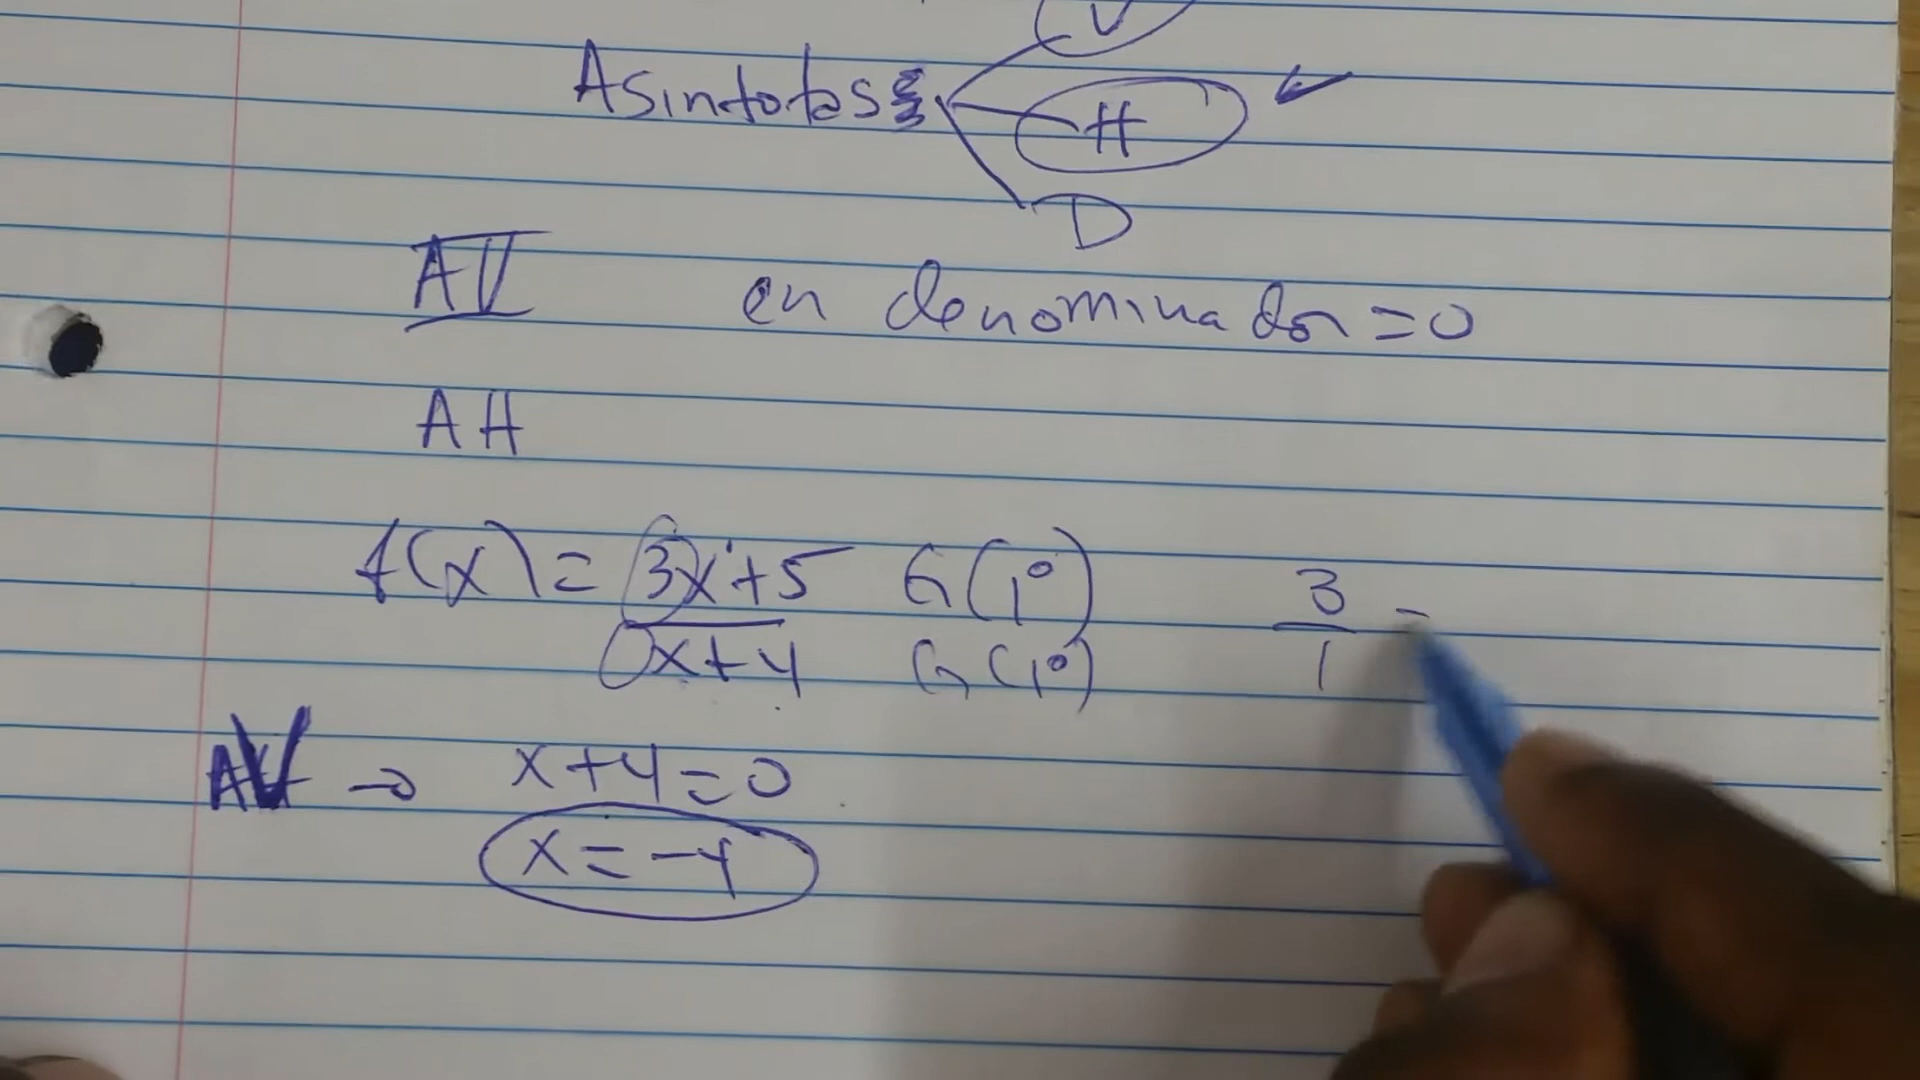 V
Asintotas
H
D
AV en denominador = 0
AH
f(x) = 3x+5 G(1°) 3 -
x+4 G(1°) 1
AV → x+4=0
x=-4